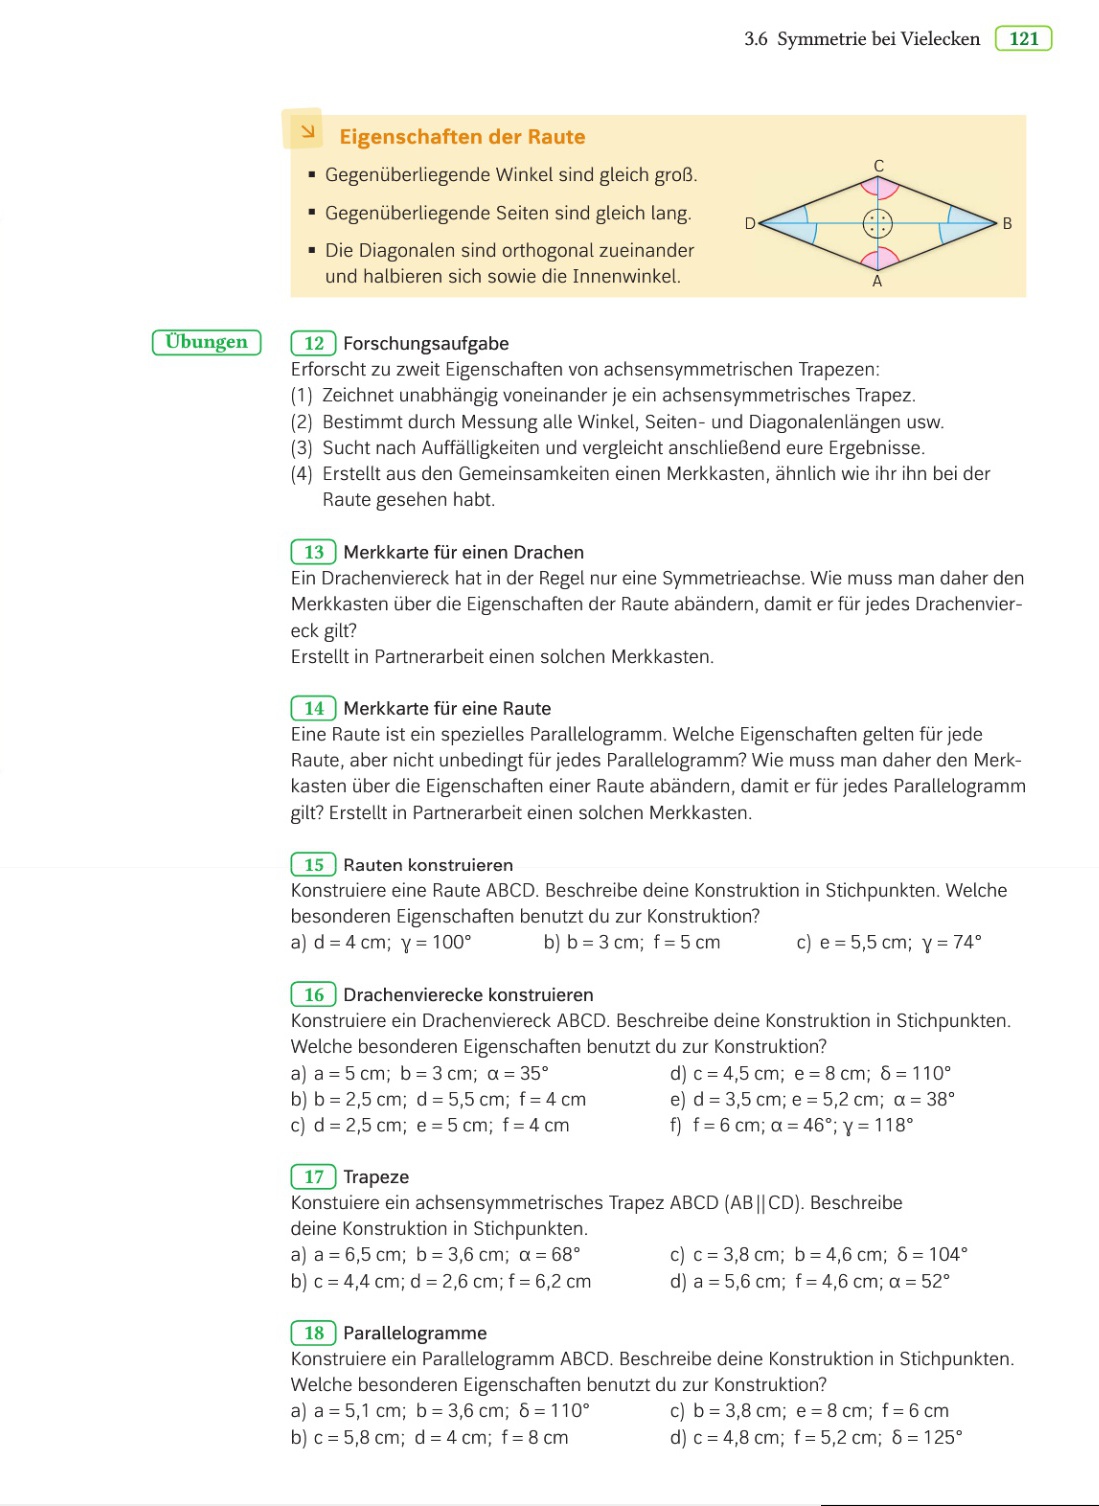 3.6 Symmetrie bei Vielecken 121
Eigenschaften der Raute
▪ Gegenüberliegende Winkel sind gleich groß.
▪ Gegenüberliegende Seiten sind gleich lang.
▪ Die Diagonalen sind orthogonal zueinander
und halbieren sich sowie die Innenwinkel.
C
D
B
A
Übungen
12 Forschungsaufgabe
Erforscht zu zweit Eigenschaften von achsensymmetrischen Trapezen:
(1) Zeichnet unabhängig voneinander je ein achsensymmetrisches Trapez.
(2) Bestimmt durch Messung alle Winkel, Seiten- und Diagonalenlängen usw.
(3) Sucht nach Auffälligkeiten und vergleicht anschließend eure Ergebnisse.
(4) Erstellt aus den Gemeinsamkeiten einen Merkkasten, ähnlich wie ihr ihn bei der
Raute gesehen habt.
13 Merkkarte für einen Drachen
Ein Drachenviereck hat in der Regel nur eine Symmetrieachse. Wie muss man daher den
Merkkasten über die Eigenschaften der Raute abändern, damit er für jedes Drachenvier-
eck gilt?
Erstellt in Partnerarbeit einen solchen Merkkasten.
14 Merkkarte für eine Raute
Eine Raute ist ein spezielles Parallelogramm. Welche Eigenschaften gelten für jede
Raute, aber nicht unbedingt für jedes Parallelogramm? Wie muss man daher den Merk-
kasten über die Eigenschaften einer Raute abändern, damit er für jedes Parallelogramm
gilt? Erstellt in Partnerarbeit einen solchen Merkkasten.
15 Rauten konstruieren
Konstruiere eine Raute ABCD. Beschreibe deine Konstruktion in Stichpunkten. Welche
besonderen Eigenschaften benutzt du zur Konstruktion?
a) d = 4 cm; γ = 100° b) b = 3 cm; f = 5 cm c) e = 5,5 cm; γ = 74°
16 Drachenvierecke konstruieren
Konstruiere ein Drachenviereck ABCD. Beschreibe deine Konstruktion in Stichpunkten.
Welche besonderen Eigenschaften benutzt du zur Konstruktion?
a) a = 5 cm; b = 3 cm; α = 35° d) c = 4,5 cm; e = 8 cm; δ = 110°
b) b = 2,5 cm; d = 5,5 cm; f = 4 cm e) d = 3,5 cm; e = 5,2 cm; α = 38°
c) d = 2,5 cm; e = 5 cm; f = 4 cm f) f = 6 cm; α = 46°; γ = 118°
17 Trapeze
Konstuiere ein achsensymmetrisches Trapez ABCD (AB||CD). Beschreibe
deine Konstruktion in Stichpunkten.
a) a = 6,5 cm; b = 3,6 cm; α = 68° c) c = 3,8 cm; b = 4,6 cm; δ = 104°
b) c = 4,4 cm; d = 2,6 cm; f = 6,2 cm d) a = 5,6 cm; f = 4,6 cm; α = 52°
18 Parallelogramme
Konstruiere ein Parallelogramm ABCD. Beschreibe deine Konstruktion in Stichpunkten.
Welche besonderen Eigenschaften benutzt du zur Konstruktion?
a) a = 5,1 cm; b = 3,6 cm; δ = 110° c) b = 3,8 cm; e = 8 cm; f = 6 cm
b) c = 5,8 cm; d = 4 cm; f = 8 cm d) c = 4,8 cm; f = 5,2 cm; δ = 125°